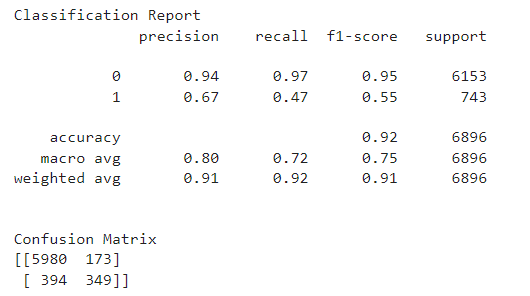 Classification Report
precision recall f1-score support
0 0.94 0.97 0.95 6153
1 0.67 0.47 0.55 743
accuracy 0.92 6896
macro avg 0.80 0.72 0.75 6896
weighted avg 0.91 0.92 0.91 6896
Confusion Matrix
[[5980 173]
[ 394 349]]